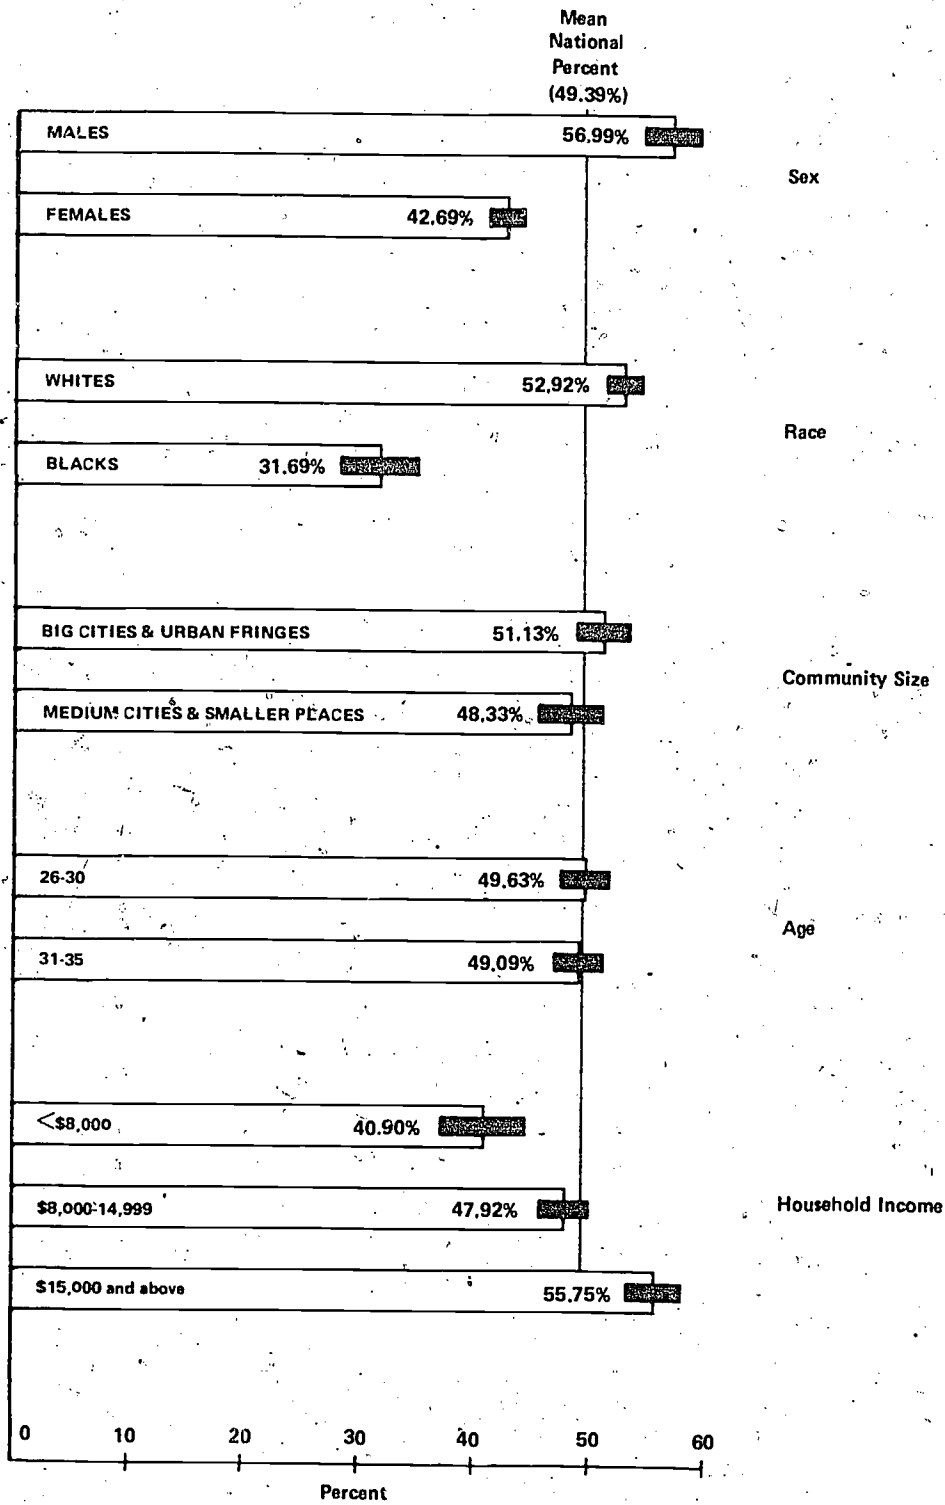 Mean
National
Percent
(49.39%)
MALES 56.99%
Sex
FEMALES 42.69%
WHITES 52.92%
Race
BLACKS 31.69%
BIG CITIES & URBAN FRINGES 51.13%
Community Size
MEDIUM CITIES & SMALLER PLACES 48.33%
26-30 49.63%
Age
31-35 49.09%
<$8,000 40.90%
$8,000-14,999 47.92%
Household Income
$15,000 and above 55.75%
0 10 20 30 40 50 60
Percent